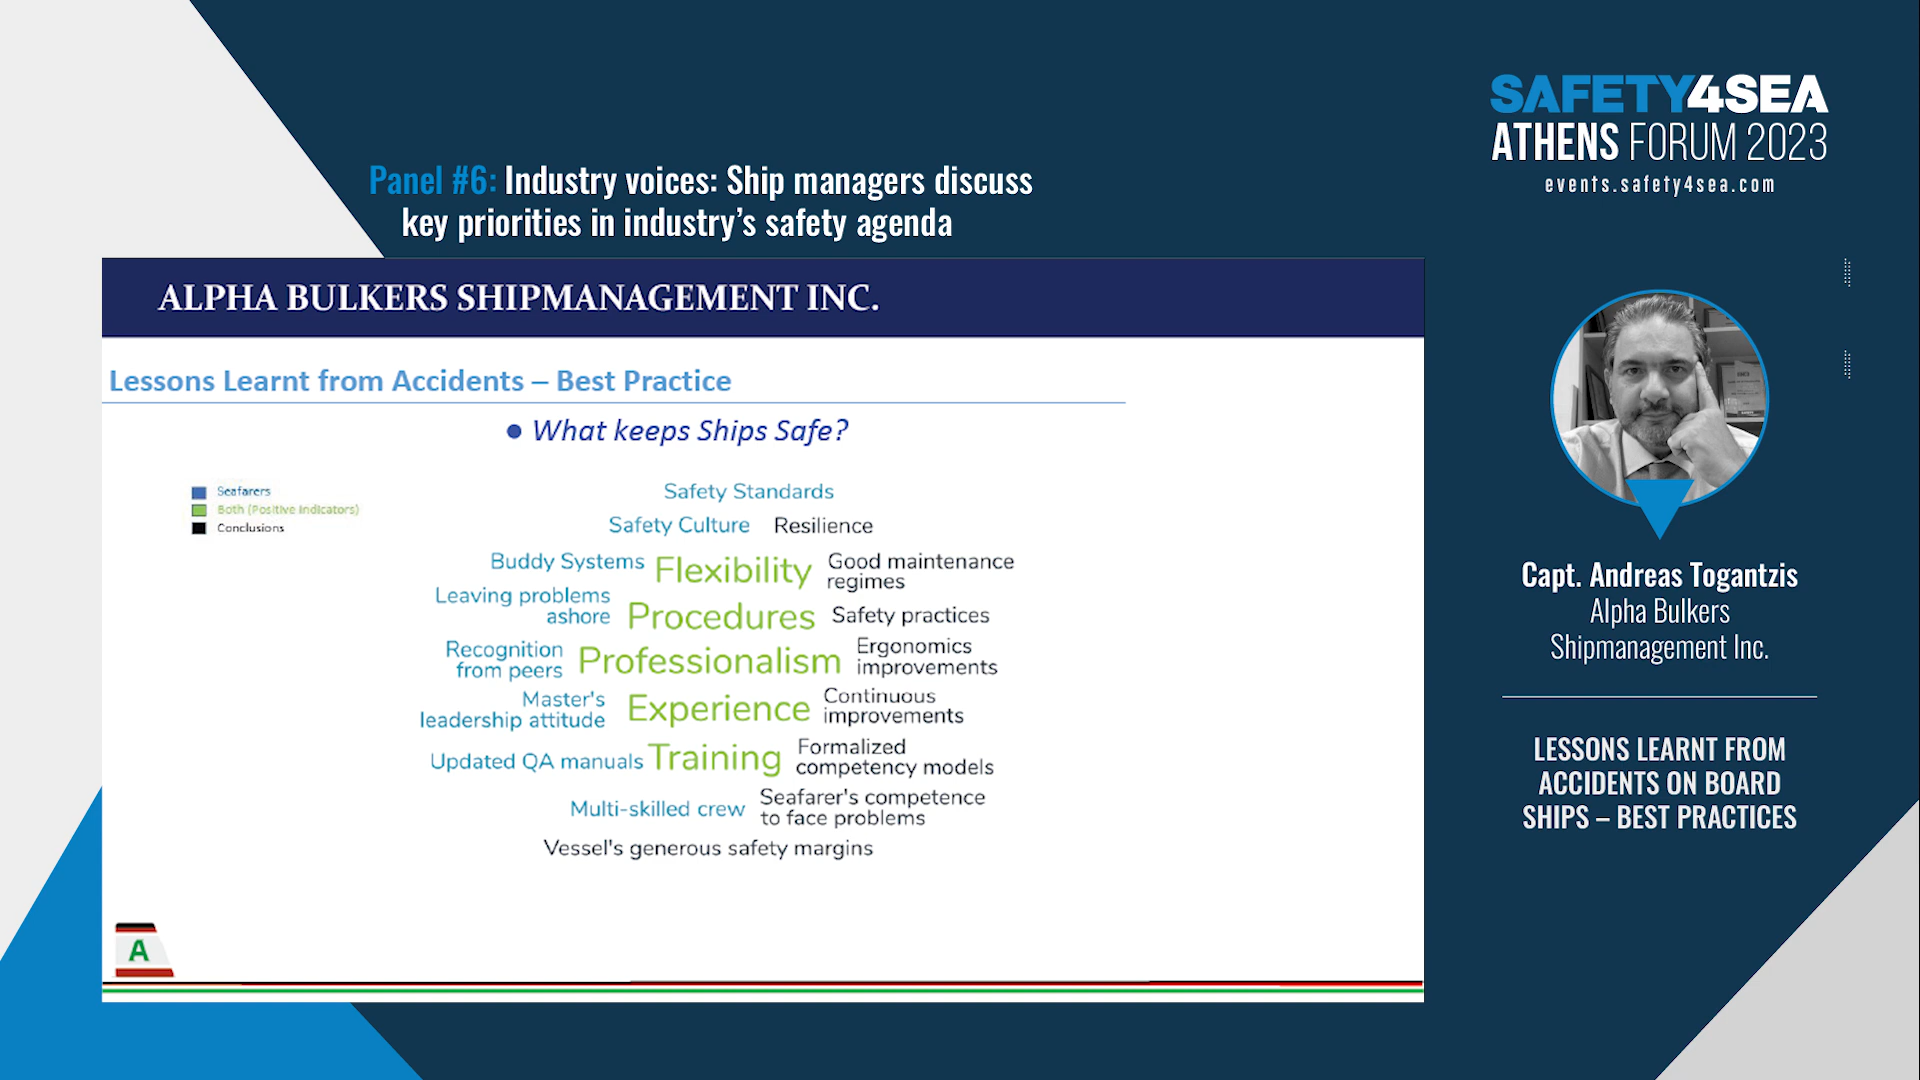 SAFETY4SEA
ATHENS FORUM 2023
events.safety4sea.com
Panel #6: Industry voices: Ship managers discuss
key priorities in industry's safety agenda
ALPHA BULKERS SHIPMANAGEMENT INC.
Lessons Learnt from Accidents – Best Practice
• What keeps Ships Safe?
Seafarers
Both (Positive Indicators)
Conclusions
Safety Standards
Safety Culture Resilience
Buddy Systems Flexibility Good maintenance
regimes
Leaving problems
ashore Procedures Safety practices
Recognition
from peers Professionalism Ergonomics
improvements
Master's
leadership attitude Experience Continuous
improvements
Updated QA manuals Training Formalized
competency models
Multi-skilled crew Seafarer's competence
to face problems
Vessel's generous safety margins
A
Capt. Andreas Togantzis
Alpha Bulkers
Shipmanagement Inc.
LESSONS LEARNT FROM
ACCIDENTS ON BOARD
SHIPS – BEST PRACTICES